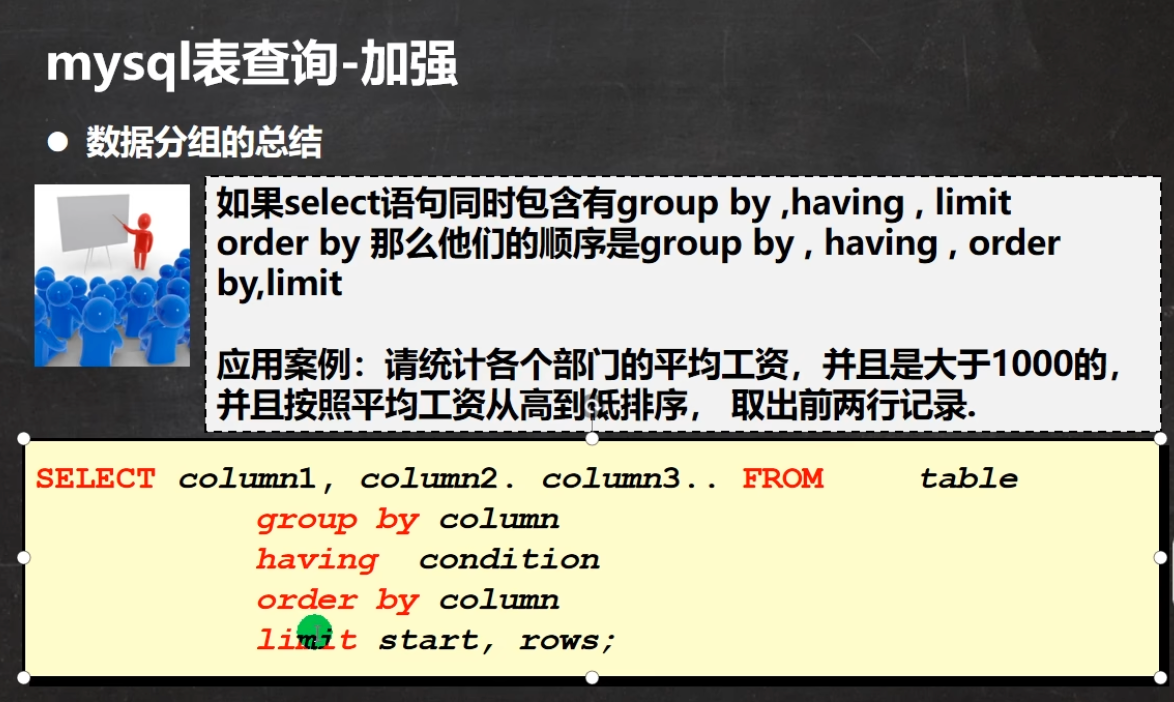 mysql表查询-加强
● 数据分组的总结
如果select语句同时包含有group by ,having , limit
order by 那么他们的顺序是group by , having , order
by,limit
应用案例：请统计各个部门的平均工资，并且是大于1000的，
并且按照平均工资从高到低排序， 取出前两行记录.
SELECT column1, column2. column3.. FROM table
group by column
having condition
order by column
limit start, rows;